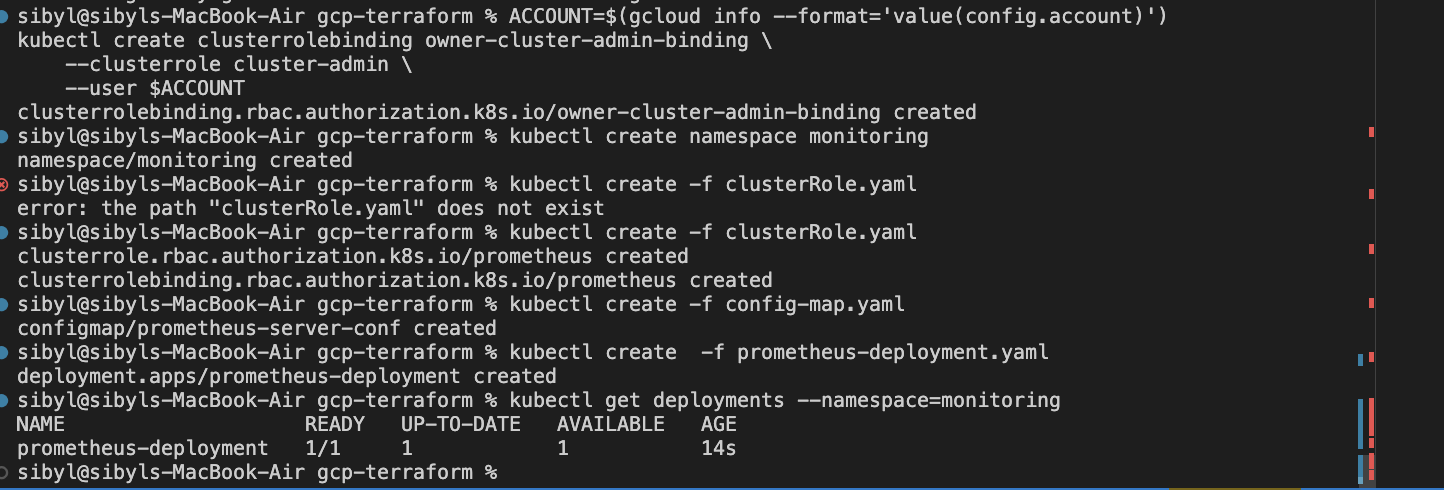 sibyl@sibyls-MacBook-Air gcp-terraform % ACCOUNT=$(gcloud info --format='value(config.account)')
kubectl create clusterrolebinding owner-cluster-admin-binding \
    --clusterrole cluster-admin \
    --user $ACCOUNT
clusterrolebinding.rbac.authorization.k8s.io/owner-cluster-admin-binding created
sibyl@sibyls-MacBook-Air gcp-terraform % kubectl create namespace monitoring
namespace/monitoring created
sibyl@sibyls-MacBook-Air gcp-terraform % kubectl create -f clusterRole.yaml
error: the path "clusterRole.yaml" does not exist
sibyl@sibyls-MacBook-Air gcp-terraform % kubectl create -f clusterRole.yaml
clusterrole.rbac.authorization.k8s.io/prometheus created
clusterrolebinding.rbac.authorization.k8s.io/prometheus created
sibyl@sibyls-MacBook-Air gcp-terraform % kubectl create -f config-map.yaml
configmap/prometheus-server-conf created
sibyl@sibyls-MacBook-Air gcp-terraform % kubectl create  -f prometheus-deployment.yaml
deployment.apps/prometheus-deployment created
sibyl@sibyls-MacBook-Air gcp-terraform % kubectl get deployments --namespace=monitoring
NAME                    READY   UP-TO-DATE   AVAILABLE   AGE
prometheus-deployment   1/1     1            1           14s
sibyl@sibyls-MacBook-Air gcp-terraform %